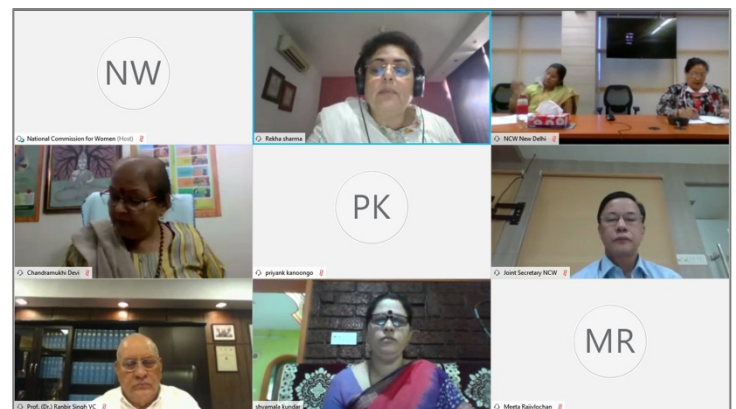 NW
National Commission for Women (Host)
Rekha sharma
NCW New Delhi
Chandramukhi Devi
PK
priyank kanoongo
Joint Secretary NCW
Prof. (Dr.) Ranbir Singh VC
shyamala kundar
MR
Meeta Rajivlochan